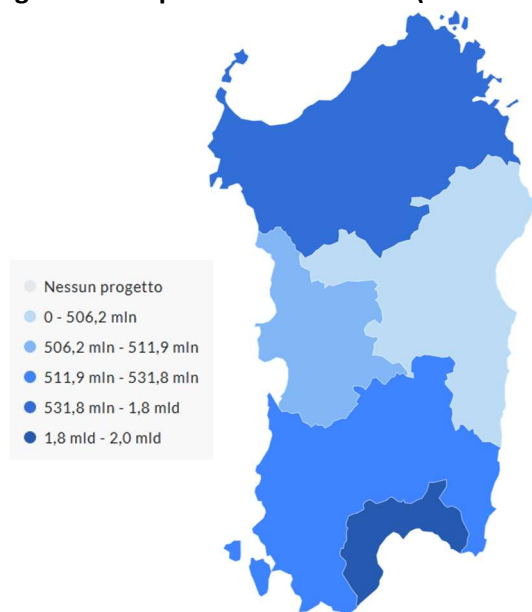 Nessun progetto
0 - 506,2 mln
506,2 mln - 511,9 mln
511,9 mln - 531,8 mln
531,8 mln - 1,8 mld
1,8 mld - 2,0 mld